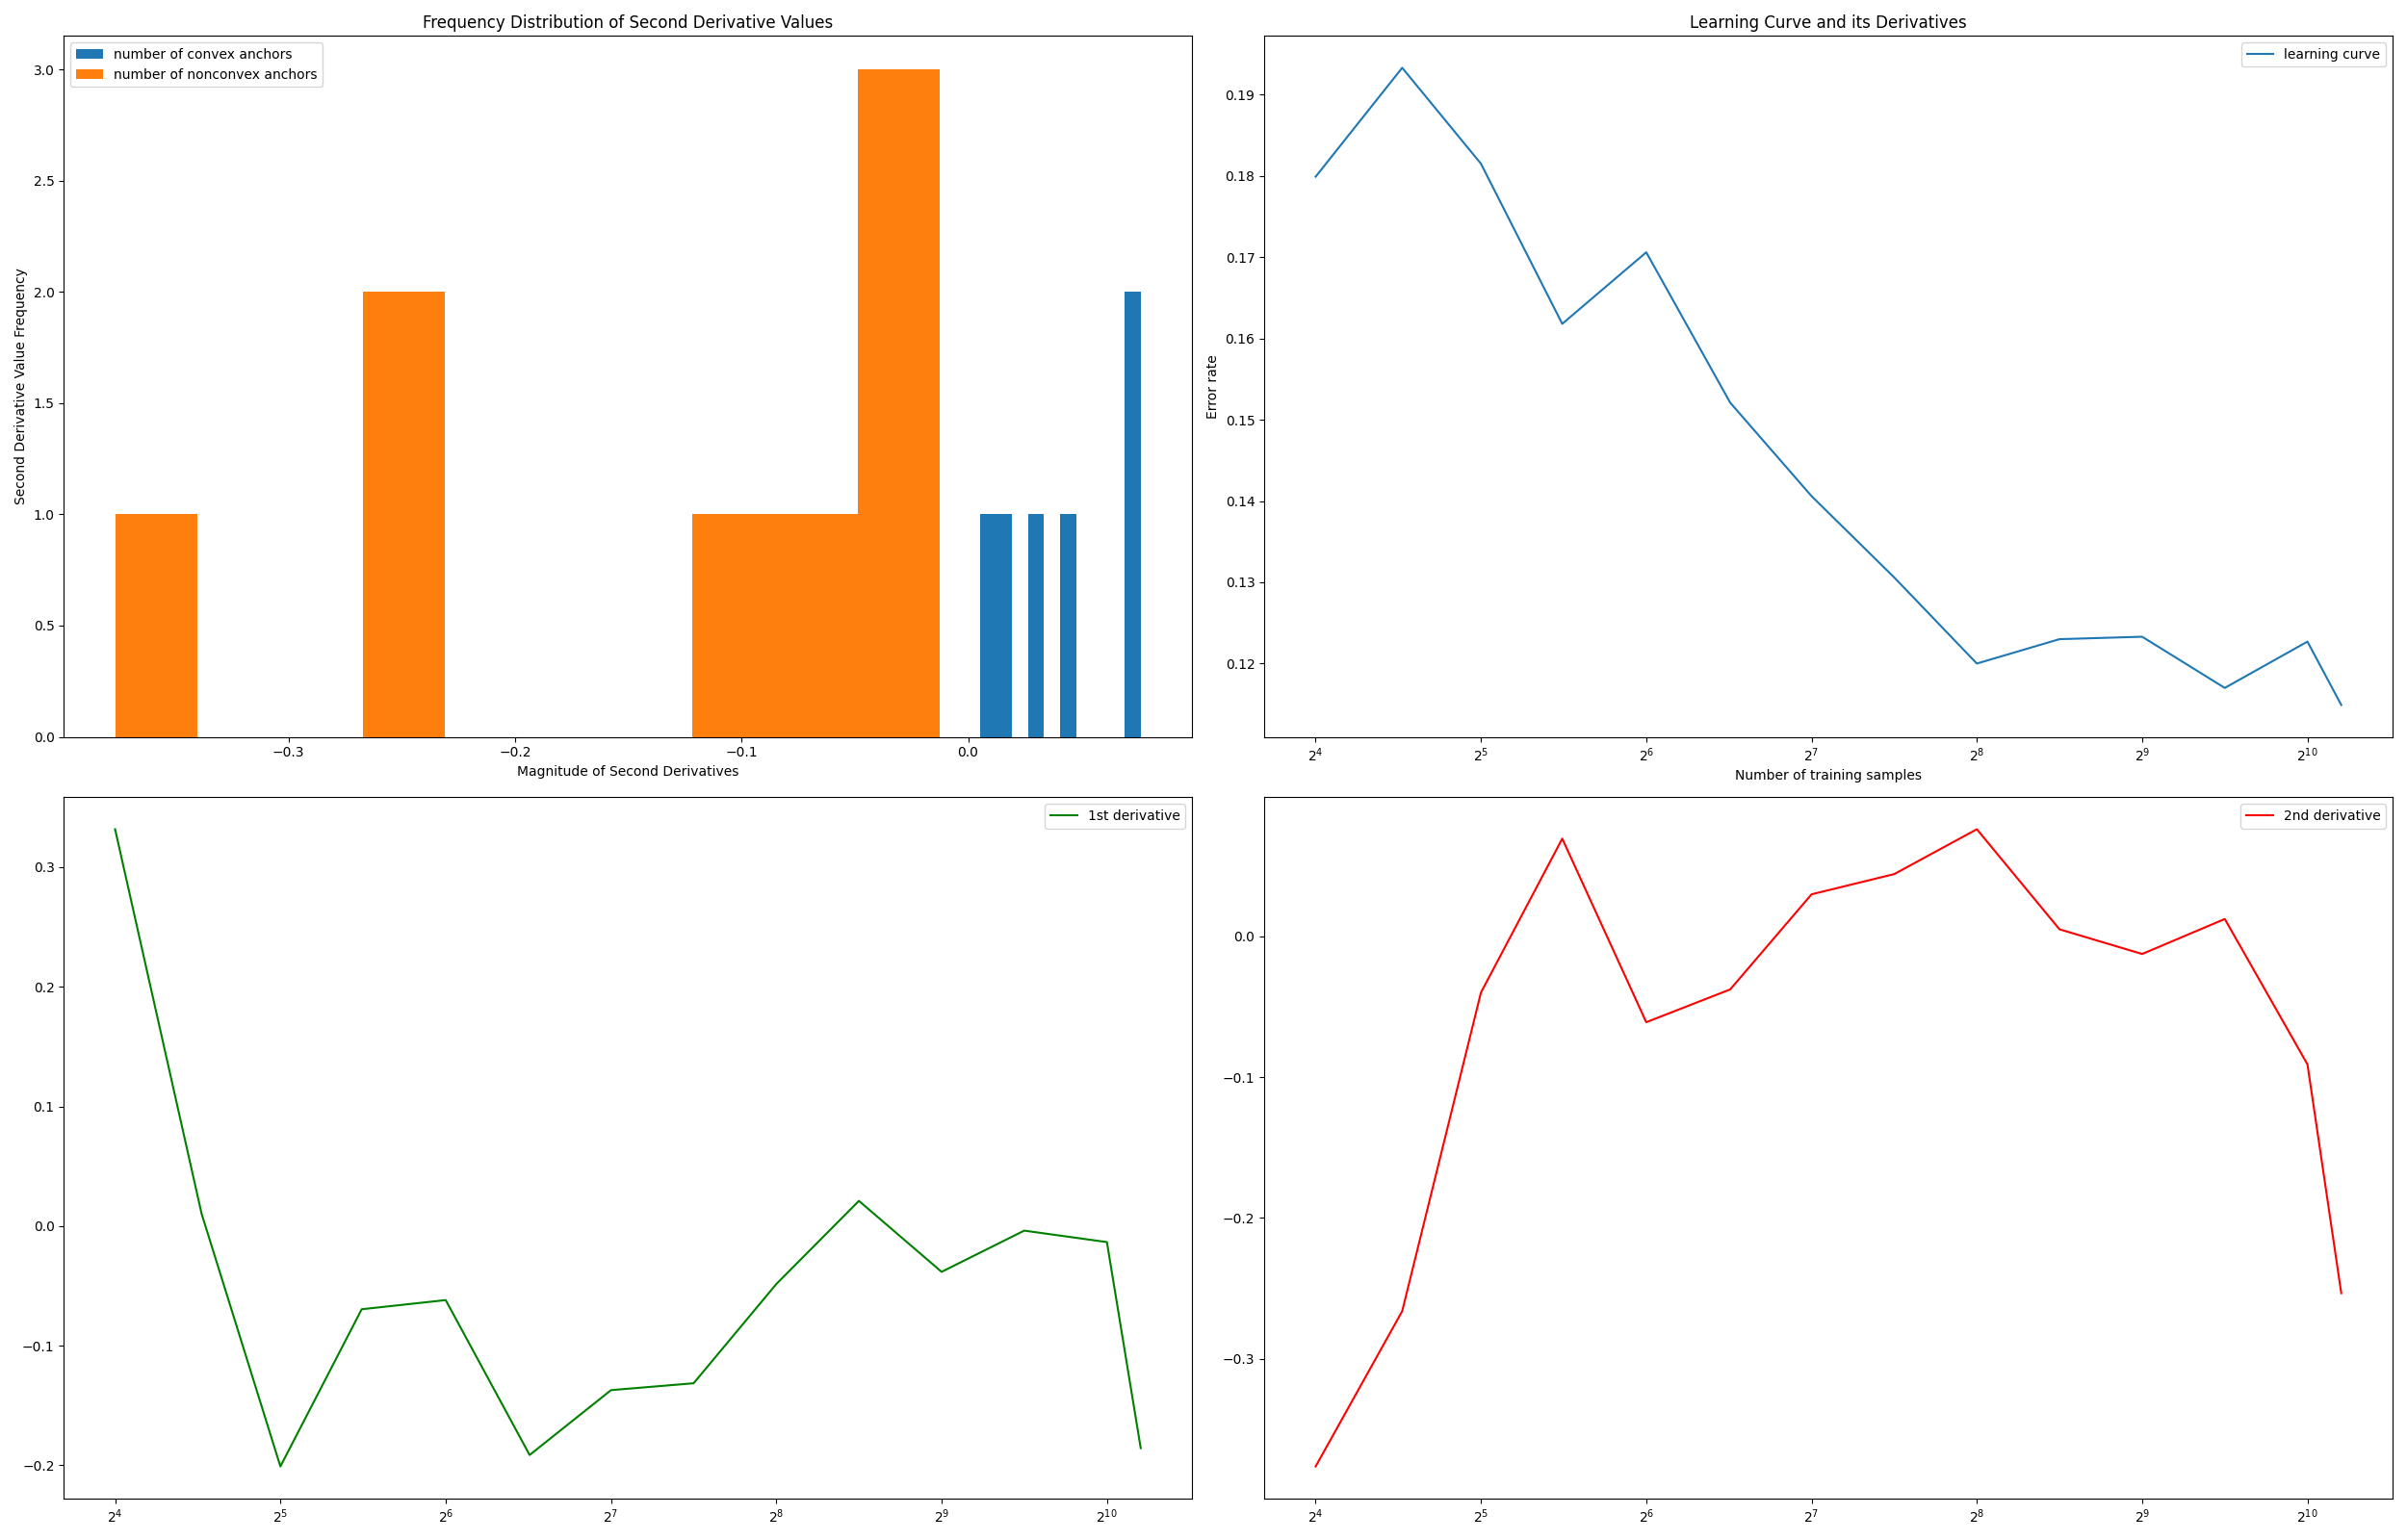 Frequency Distribution of Second Derivative Values
number of convex anchors
number of nonconvex anchors
3.0
2.5
2.0
1.5
1.0
0.5
0.0
Second Derivative Value Frequency
−0.3 −0.2 −0.1 0.0
Magnitude of Second Derivatives
Learning Curve and its Derivatives
learning curve
0.19
0.18
0.17
0.16
0.15
0.14
0.13
0.12
Error rate
2⁴ 2⁵ 2⁶ 2⁷ 2⁸ 2⁹ 2¹⁰
Number of training samples
1st derivative
0.3
0.2
0.1
0.0
−0.1
−0.2
2⁴ 2⁵ 2⁶ 2⁷ 2⁸ 2⁹ 2¹⁰
2nd derivative
0.0
−0.1
−0.2
−0.3
2⁴ 2⁵ 2⁶ 2⁷ 2⁸ 2⁹ 2¹⁰